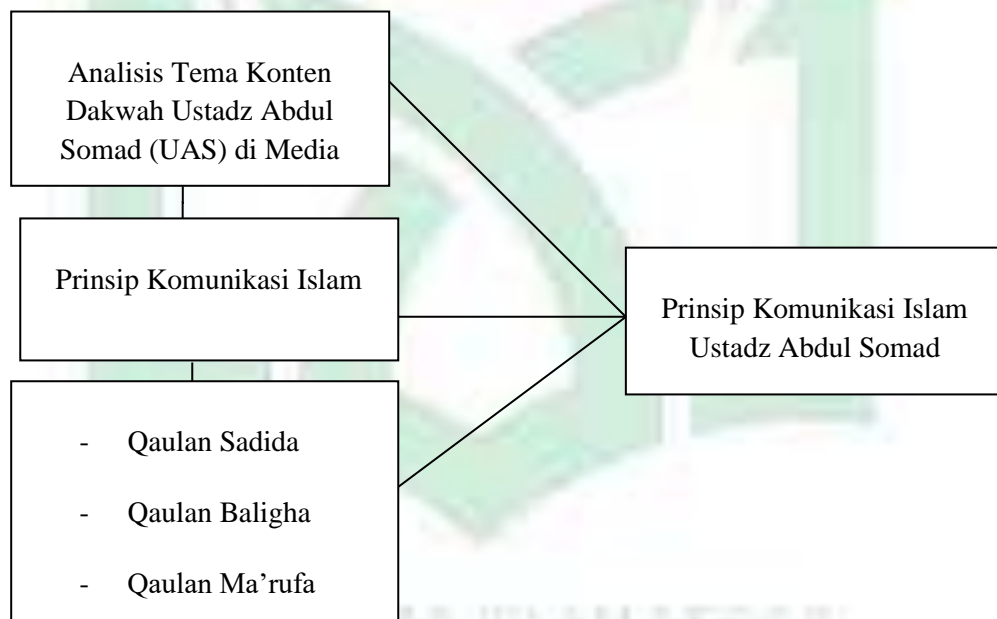 Analisis Tema Konten
Dakwah Ustadz Abdul
Somad (UAS) di Media
Prinsip Komunikasi Islam
- Qaulan Sadida
- Qaulan Baligha
- Qaulan Ma’rufa
Prinsip Komunikasi Islam
Ustadz Abdul Somad